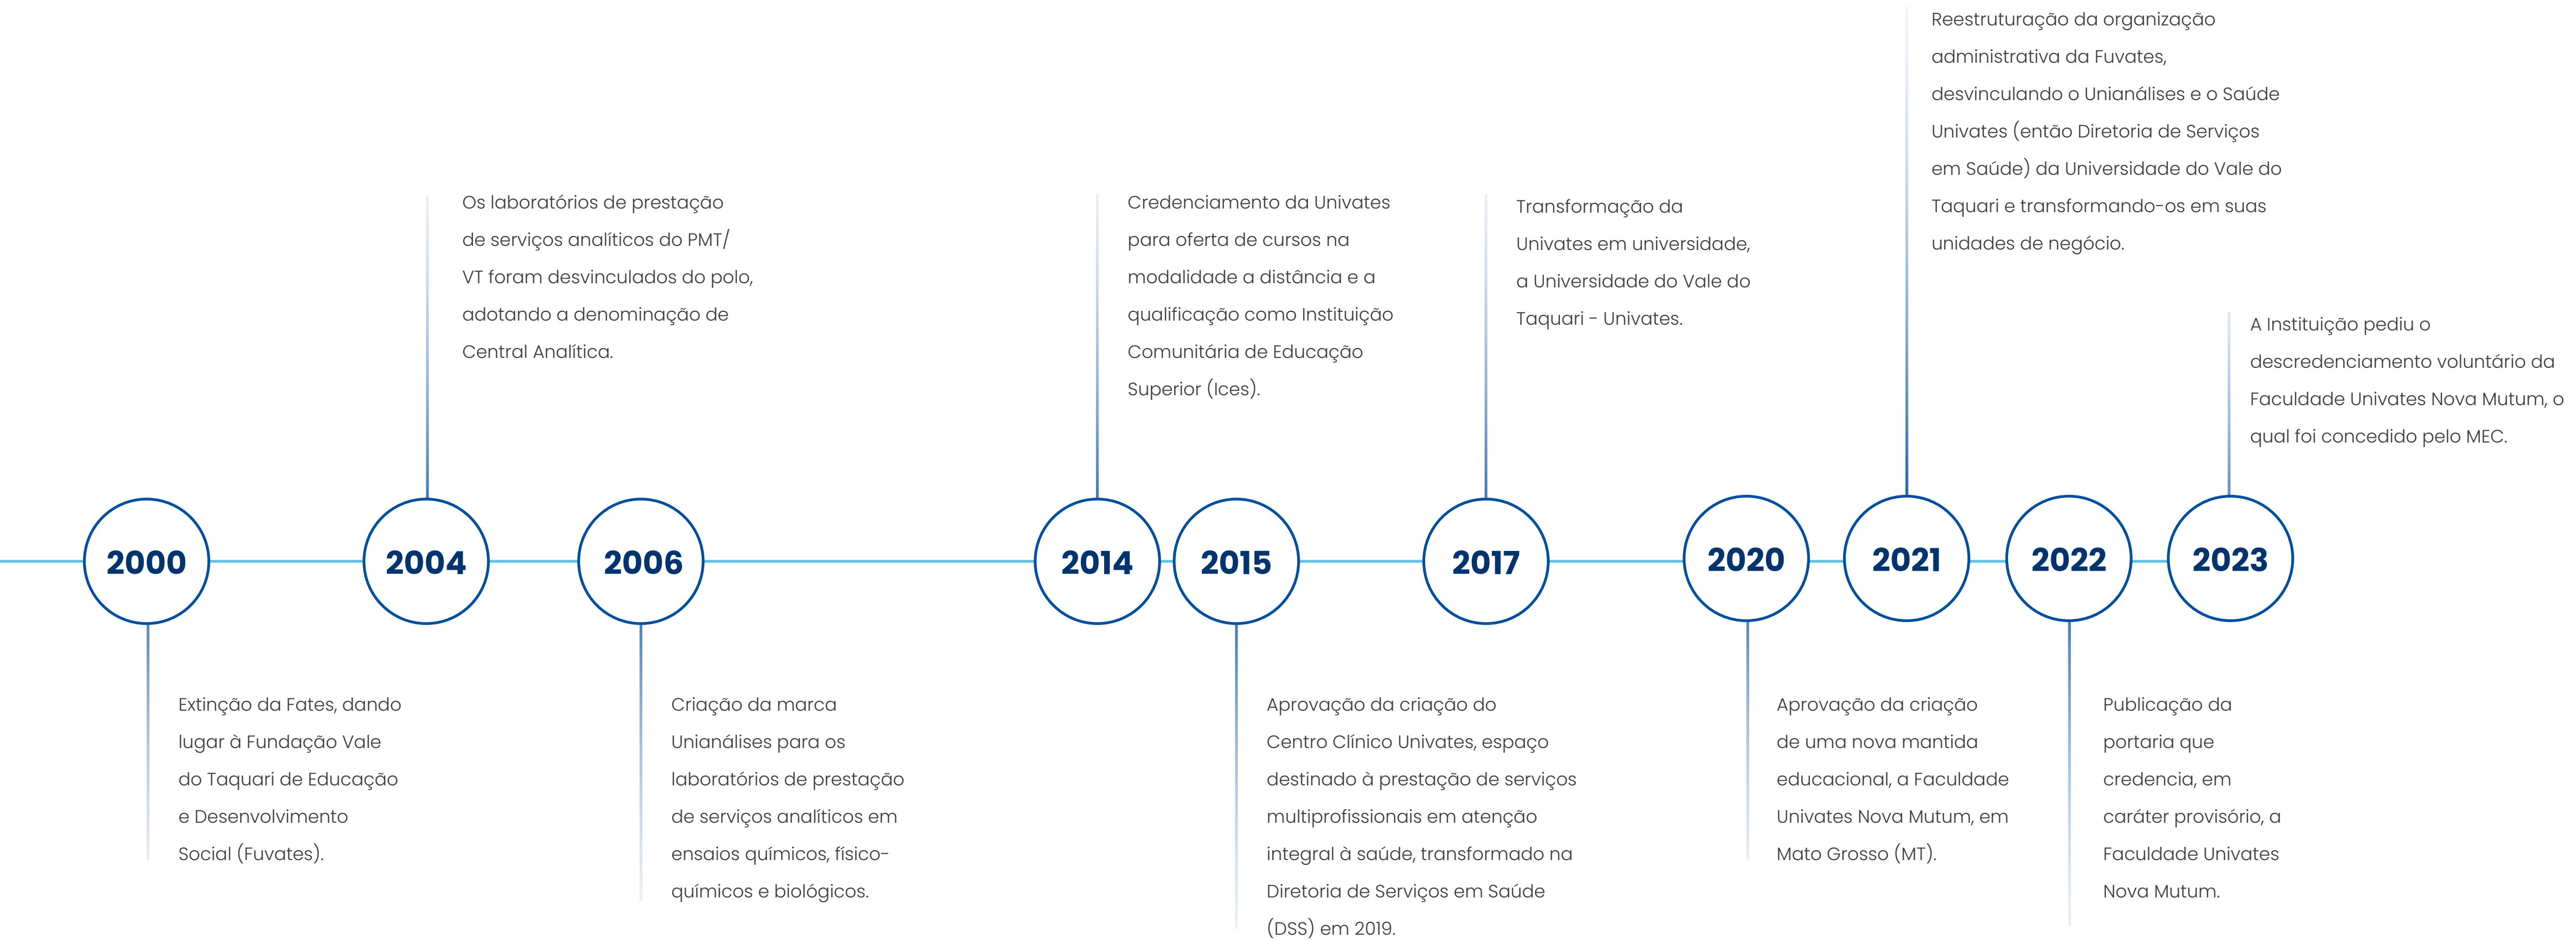 Reestruturação da organização
administrativa da Fuvates,
desvinculando o Unianálises e o Saúde
Univates (então Diretoria de Serviços
em Saúde) da Universidade do Vale do
Taquari e transformando-os em suas
unidades de negócio.
Os laboratórios de prestação
de serviços analíticos do PMT/
VT foram desvinculados do polo,
adotando a denominação de
Central Analítica.
Credenciamento da Univates
para oferta de cursos na
modalidade a distância e a
qualificação como Instituição
Comunitária de Educação
Superior (Ices).
Transformação da
Univates em universidade,
a Universidade do Vale do
Taquari - Univates.
A Instituição pediu o
descredenciamento voluntário da
Faculdade Univates Nova Mutum, o
qual foi concedido pelo MEC.
2000
2004
2006
2014
2015
2017
2020
2021
2022
2023
Extinção da Fates, dando
lugar à Fundação Vale
do Taquari de Educação
e Desenvolvimento
Social (Fuvates).
Criação da marca
Unianálises para os
laboratórios de prestação
de serviços analíticos em
ensaios químicos, físico-
químicos e biológicos.
Aprovação da criação do
Centro Clínico Univates, espaço
destinado à prestação de serviços
multiprofissionais em atenção
integral à saúde, transformado na
Diretoria de Serviços em Saúde
(DSS) em 2019.
Aprovação da criação
de uma nova mantida
educacional, a Faculdade
Univates Nova Mutum, em
Mato Grosso (MT).
Publicação da
portaria que
credencia, em
caráter provisório, a
Faculdade Univates
Nova Mutum.